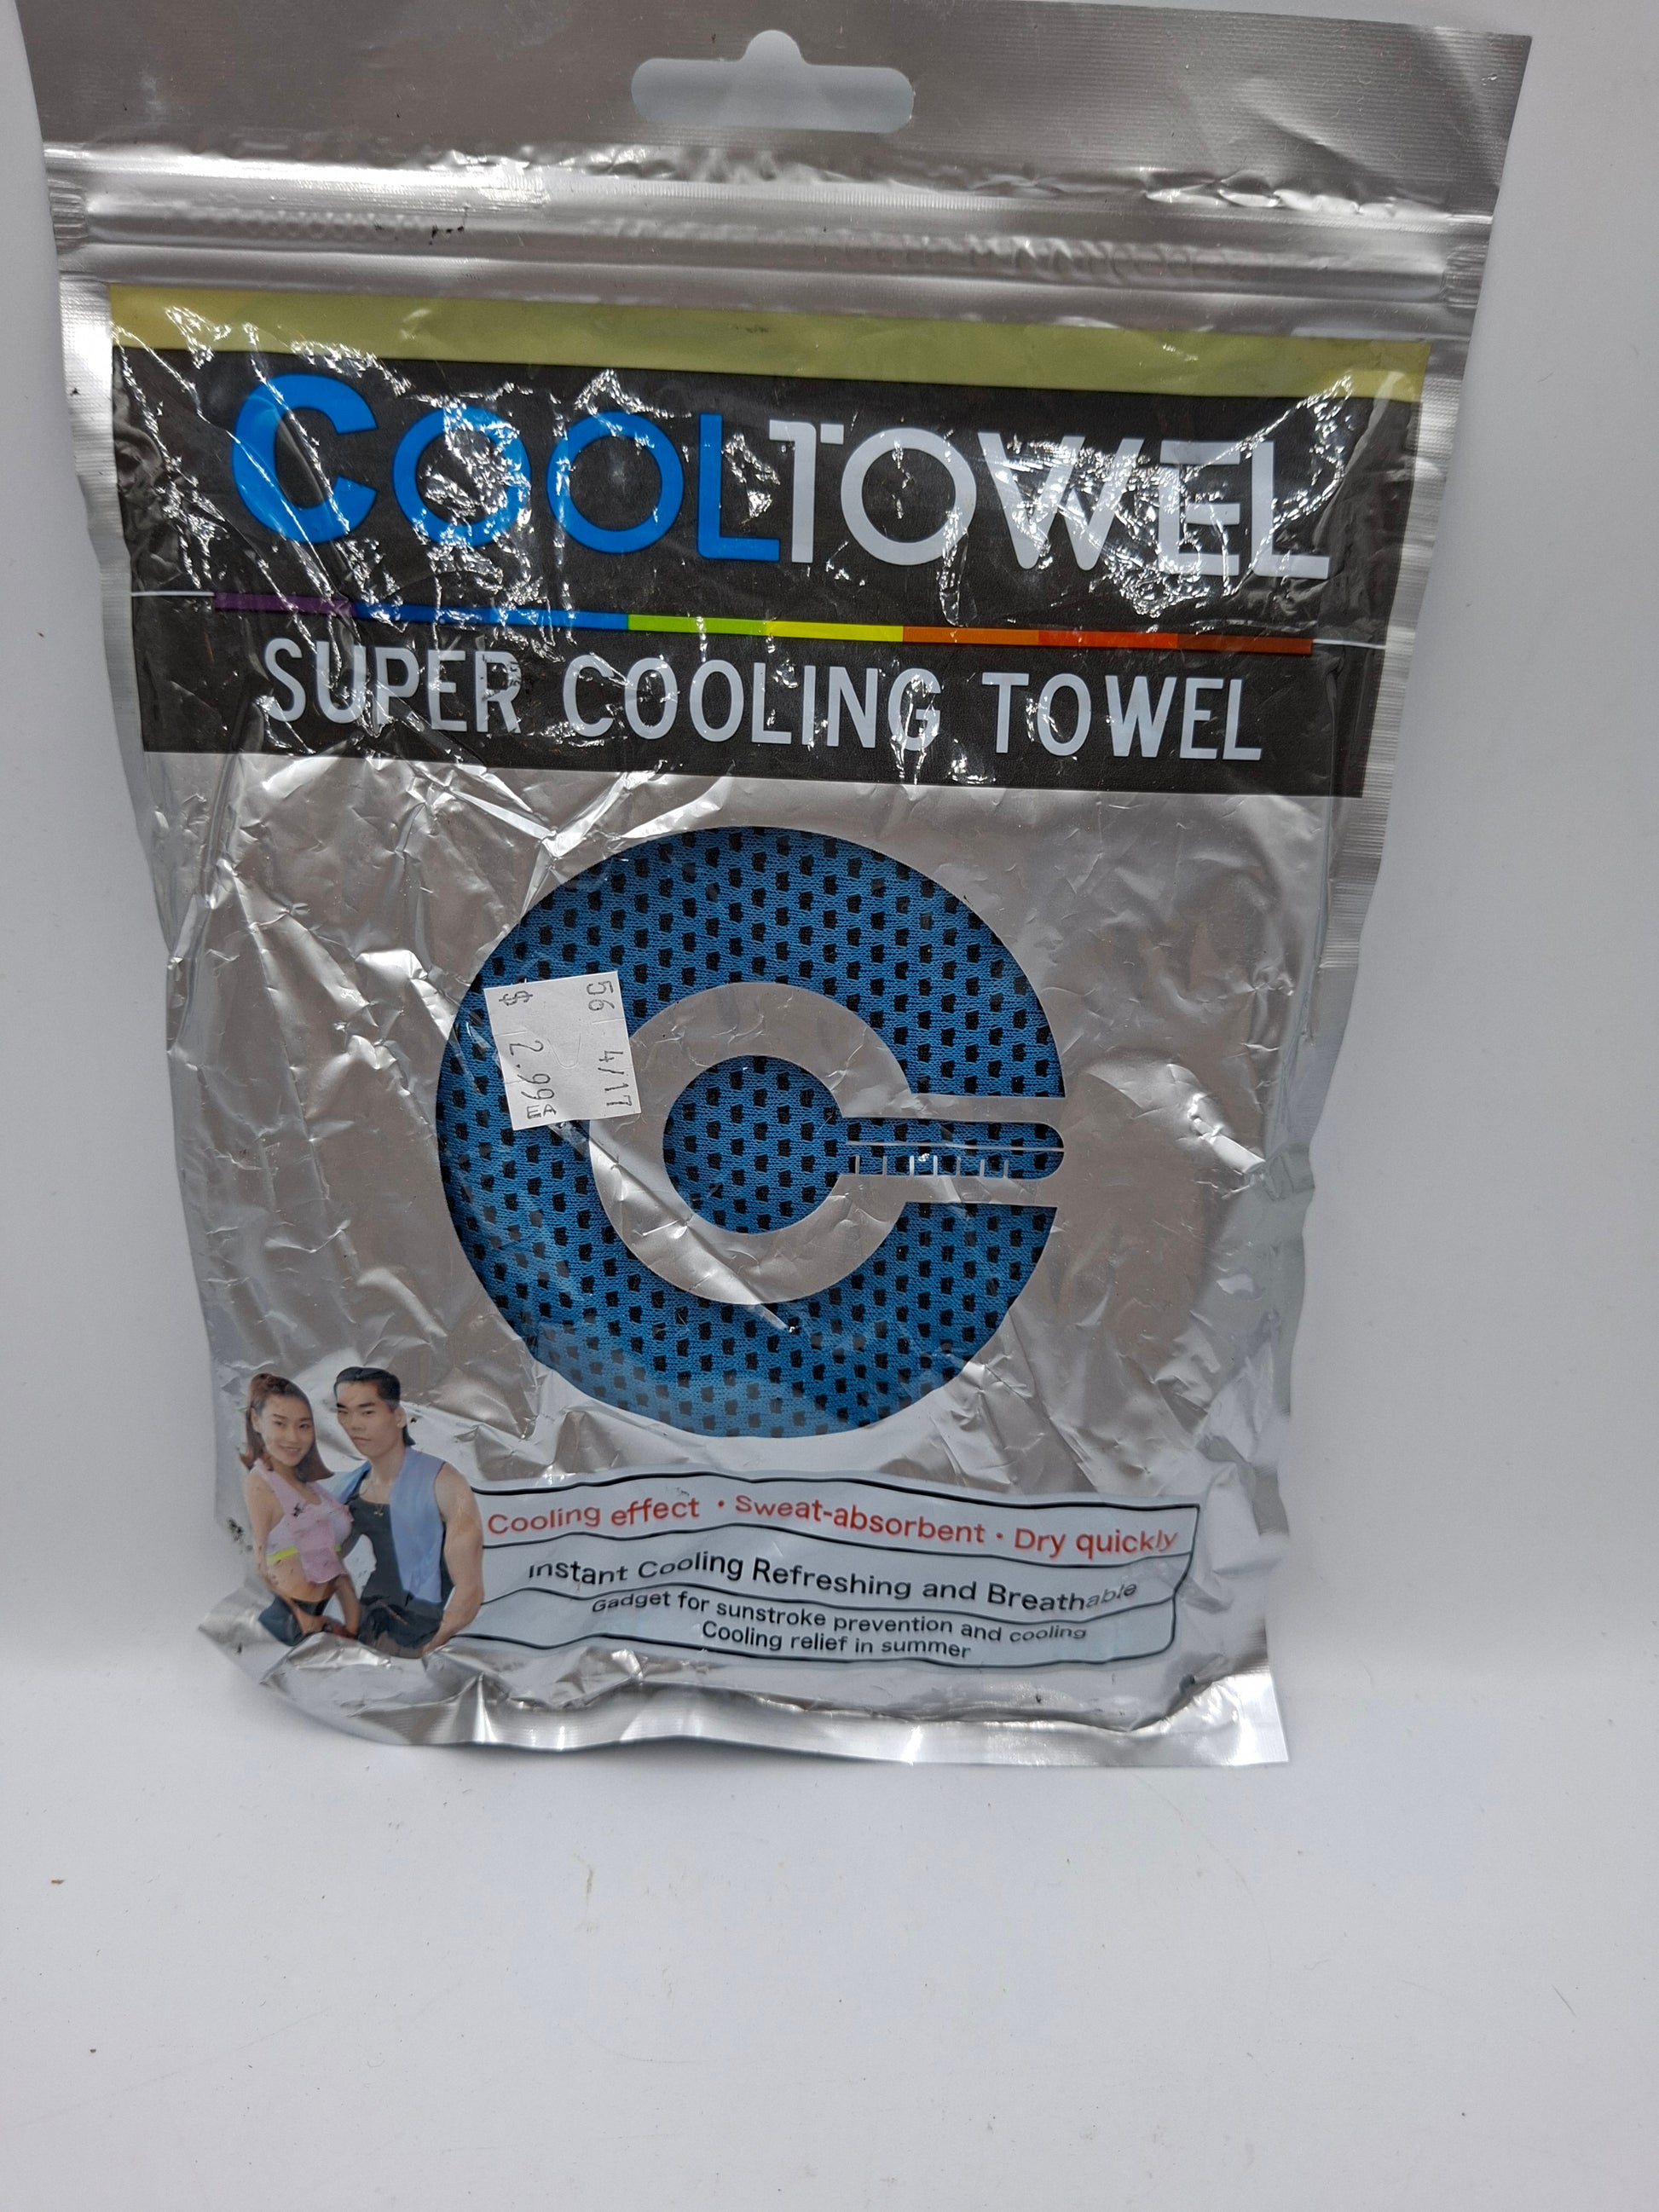 COOLTOWEL
SUPER COOLING TOWEL
56 4/17
$ 2.99 EA
Cooling effect · Sweat-absorbent · Dry quickly
Instant Cooling Refreshing and Breathable
Gadget for sunstroke prevention and cooling
Cooling relief in summer